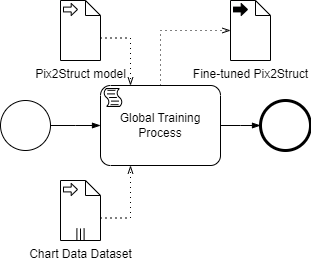 Pix2Struct model
Fine-tuned Pix2Struct
Global Training
Process
Chart Data Dataset